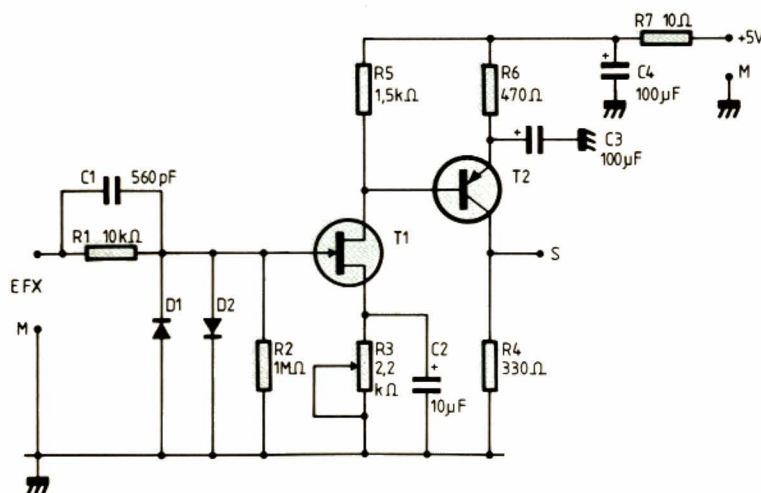 R7 10Ω
+5V
R5
1,5kΩ
R6
470Ω
C4
100µF
M
C3
100µF
C1 560pF
T2
R1 10kΩ
T1
EFX
S
M
D1
D2
R2
1MΩ
R3
2,2
kΩ
C2
10µF
R4
330Ω
+
+
+